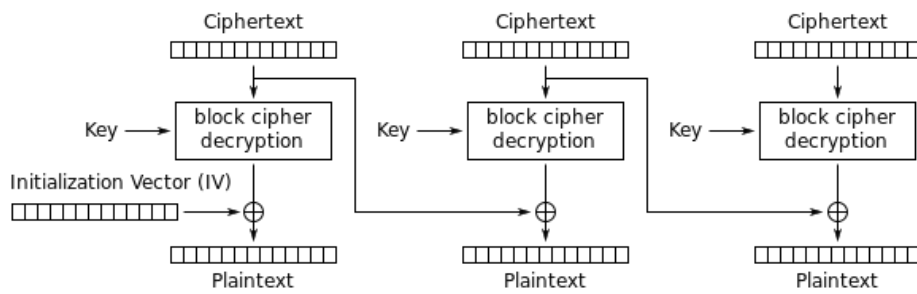 Ciphertext
Ciphertext
Ciphertext
Key
block cipher
decryption
Key
block cipher
decryption
Key
block cipher
decryption
Initialization Vector (IV)
Plaintext
Plaintext
Plaintext